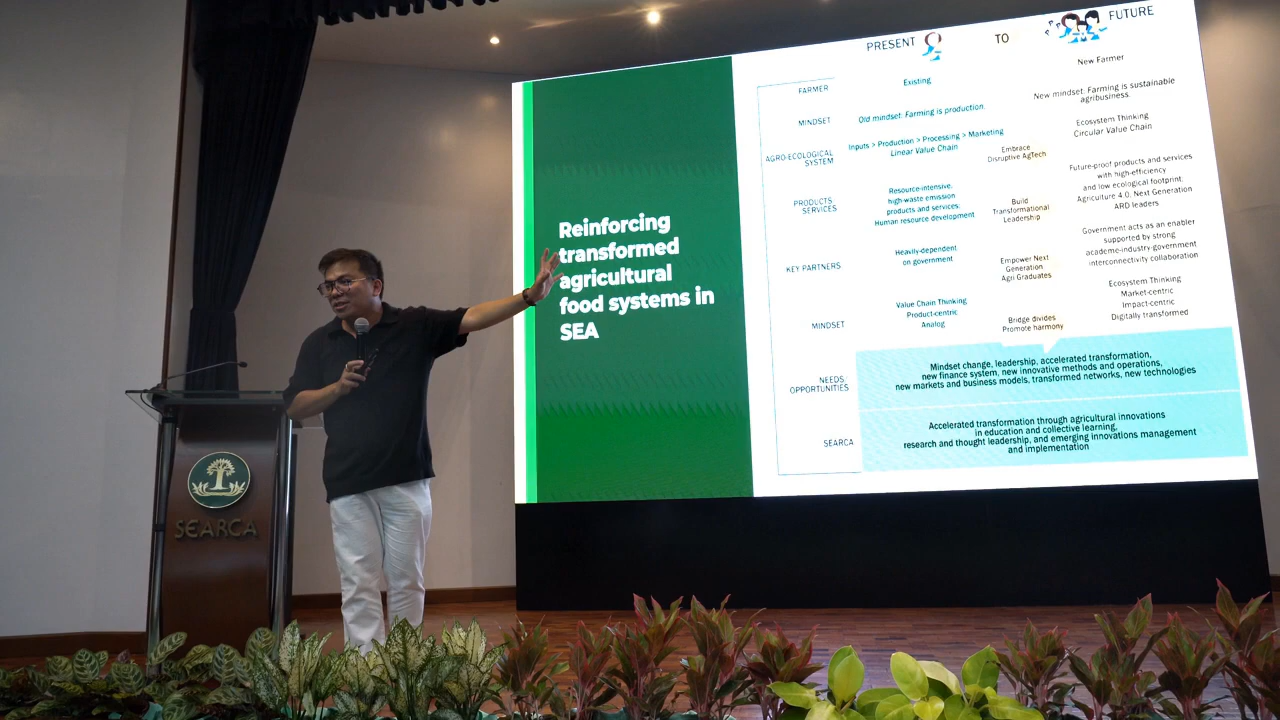 SEARCA
Reinforcing
transformed
agricultural
food systems in
SEA
PRESENT TO FUTURE
FARMER
Existing
New Farmer
MINDSET
Old mindset: Farming is production.
New mindset: Farming is sustainable
agribusiness.
AGRO-ECOLOGICAL
SYSTEM
Inputs > Production > Processing > Marketing
Linear Value Chain
Embrace
Disruptive AgTech
Ecosystem Thinking
Circular Value Chain
PRODUCTS
SERVICES
Resource-intensive,
high-waste emission
products and services;
Human resource development
Build
Transformational
Leadership
Future-proof products and services
with high-efficiency
and low ecological footprint;
Agriculture 4.0, Next Generation
ARD leaders
KEY PARTNERS
Heavily-dependent
on government
Empower Next
Generation
Agri Graduates
Government acts as an enabler
supported by strong
academe-industry-government
interconnectivity collaboration
MINDSET
Value Chain Thinking
Product-centric
Analog
Bridge divides
Promote harmony
Ecosystem Thinking
Market-centric
Impact-centric
Digitally transformed
NEEDS
OPPORTUNITIES
Mindset change, leadership, accelerated transformation,
new finance system, new innovative methods and operations,
new markets and business models, transformed networks, new technologies
SEARCA
Accelerated transformation through agricultural innovations
in education and collective learning,
research and thought leadership, and emerging innovations management
and implementation